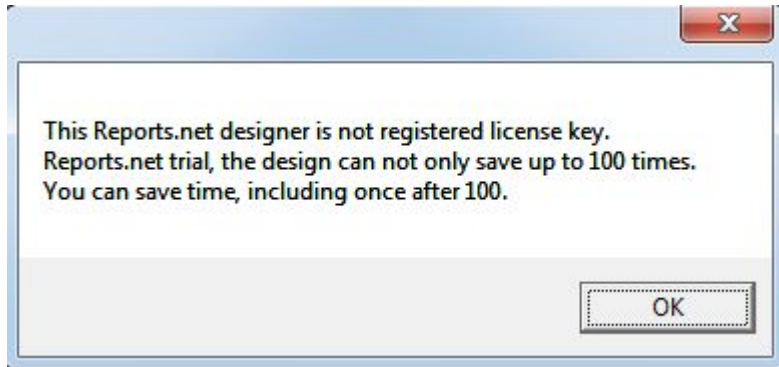 This Reports.net designer is not registered license key.
Reports.net trial, the design can not only save up to 100 times.
You can save time, including once after 100.
OK